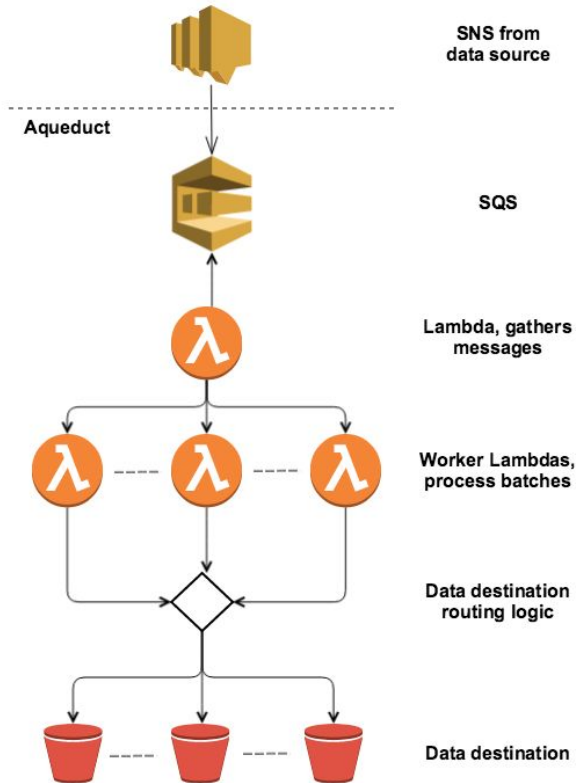 SNS from
data source
Aqueduct
SQS
Lambda, gathers
messages
Worker Lambdas,
process batches
Data destination
routing logic
Data destination